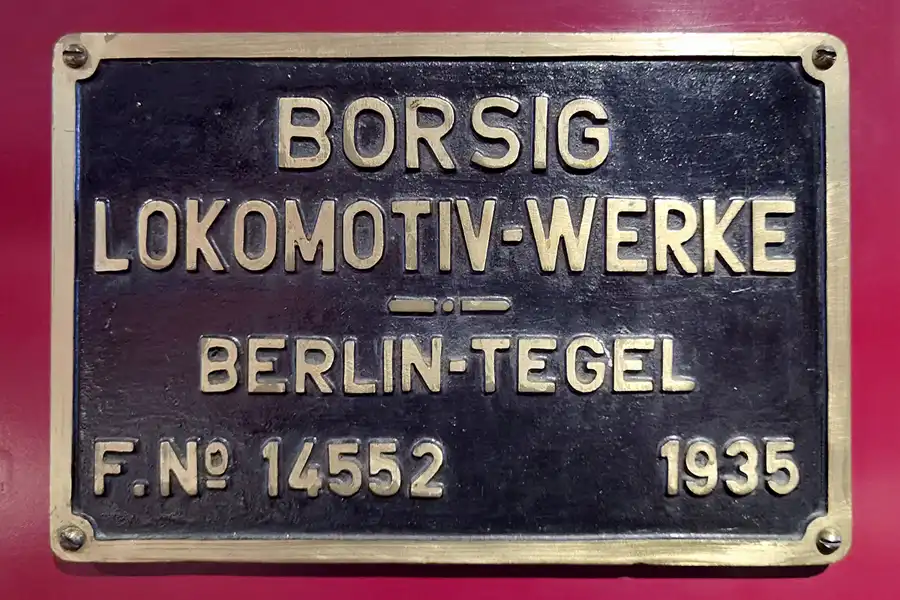 BORSIG
LOKOMOTIV-WERKE
BERLIN-TEGEL
F.Nº 14552 1935